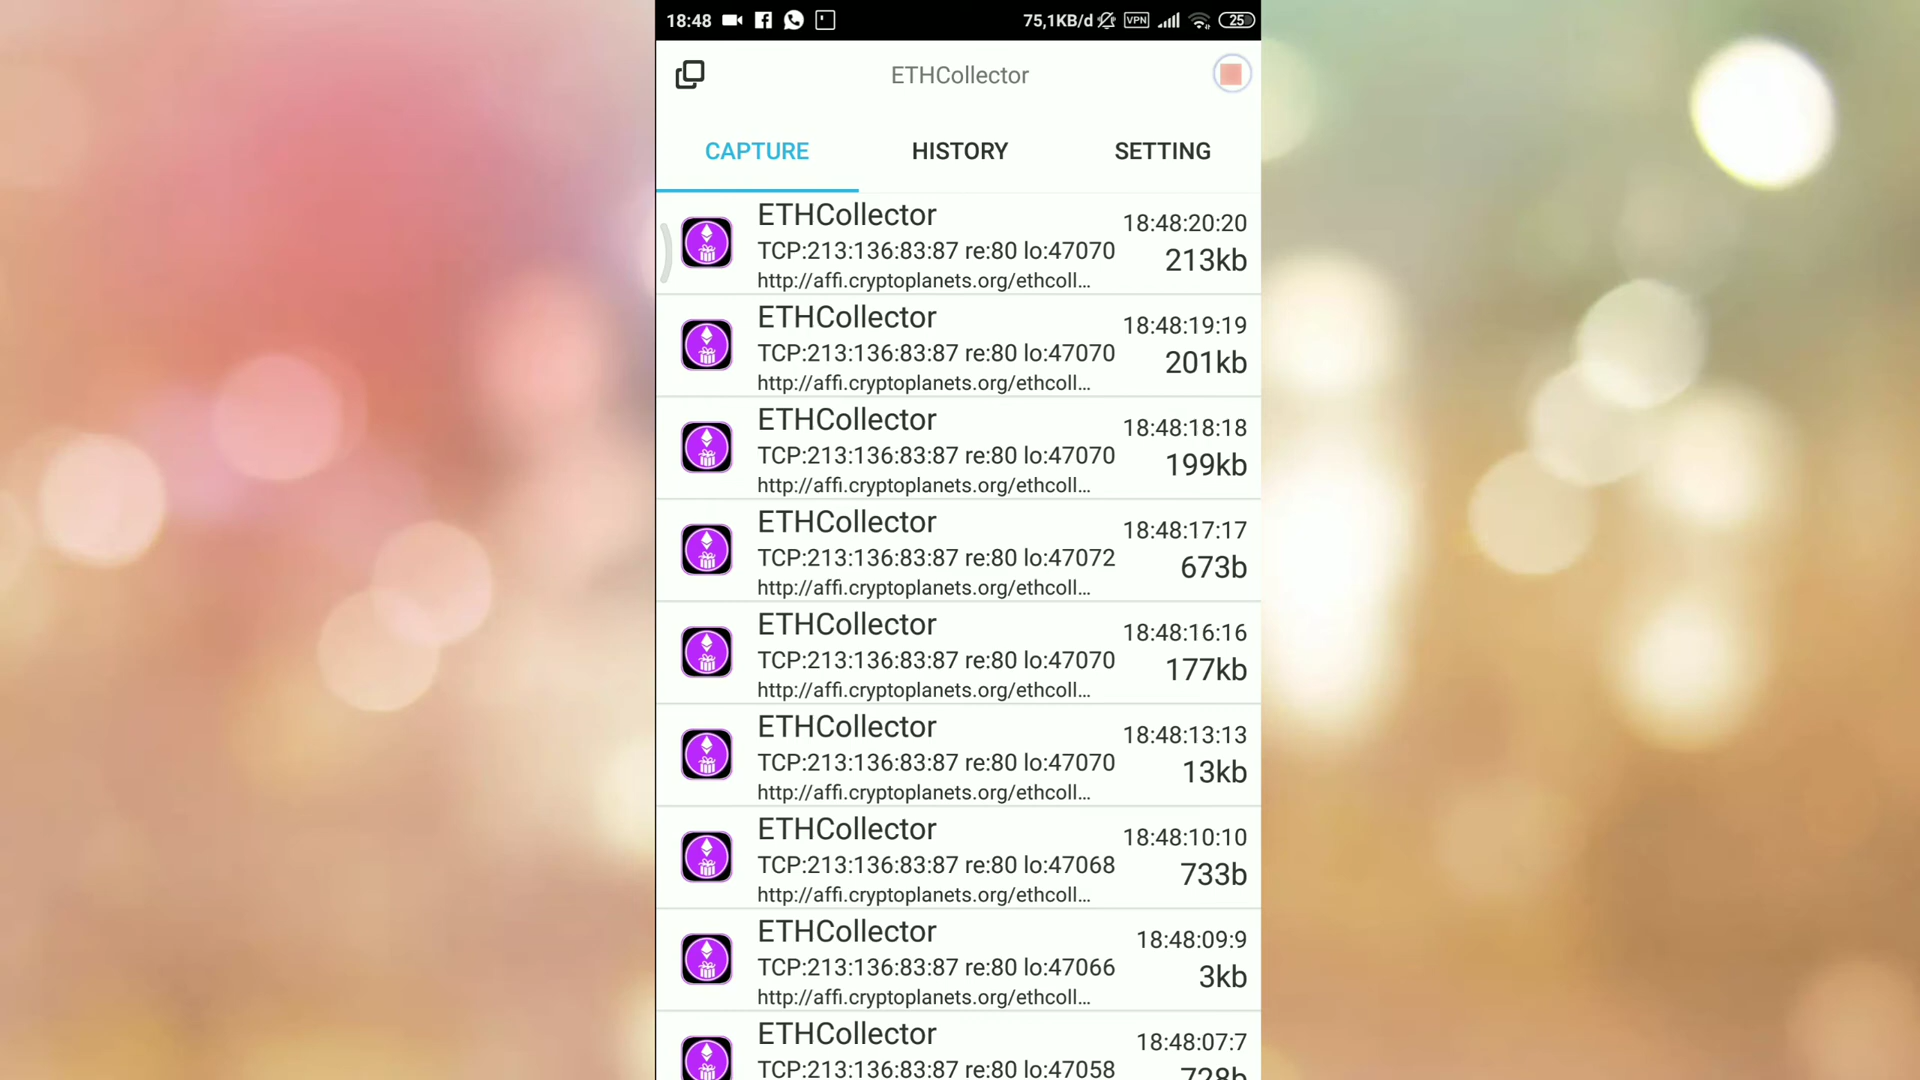 18:48 75,1KB/d VPN 25
ETHCollector
CAPTURE HISTORY SETTING
ETHCollector 18:48:20:20
TCP:213:136:83:87 re:80 lo:47070 213kb
http://affi.cryptoplanets.org/ethcoll...
ETHCollector 18:48:19:19
TCP:213:136:83:87 re:80 lo:47070 201kb
http://affi.cryptoplanets.org/ethcoll...
ETHCollector 18:48:18:18
TCP:213:136:83:87 re:80 lo:47070 199kb
http://affi.cryptoplanets.org/ethcoll...
ETHCollector 18:48:17:17
TCP:213:136:83:87 re:80 lo:47072 673b
http://affi.cryptoplanets.org/ethcoll...
ETHCollector 18:48:16:16
TCP:213:136:83:87 re:80 lo:47070 177kb
http://affi.cryptoplanets.org/ethcoll...
ETHCollector 18:48:13:13
TCP:213:136:83:87 re:80 lo:47070 13kb
http://affi.cryptoplanets.org/ethcoll...
ETHCollector 18:48:10:10
TCP:213:136:83:87 re:80 lo:47068 733b
http://affi.cryptoplanets.org/ethcoll...
ETHCollector 18:48:09:9
TCP:213:136:83:87 re:80 lo:47066 3kb
http://affi.cryptoplanets.org/ethcoll...
ETHCollector 18:48:07:7
TCP:213:136:83:87 re:80 lo:47058 728b